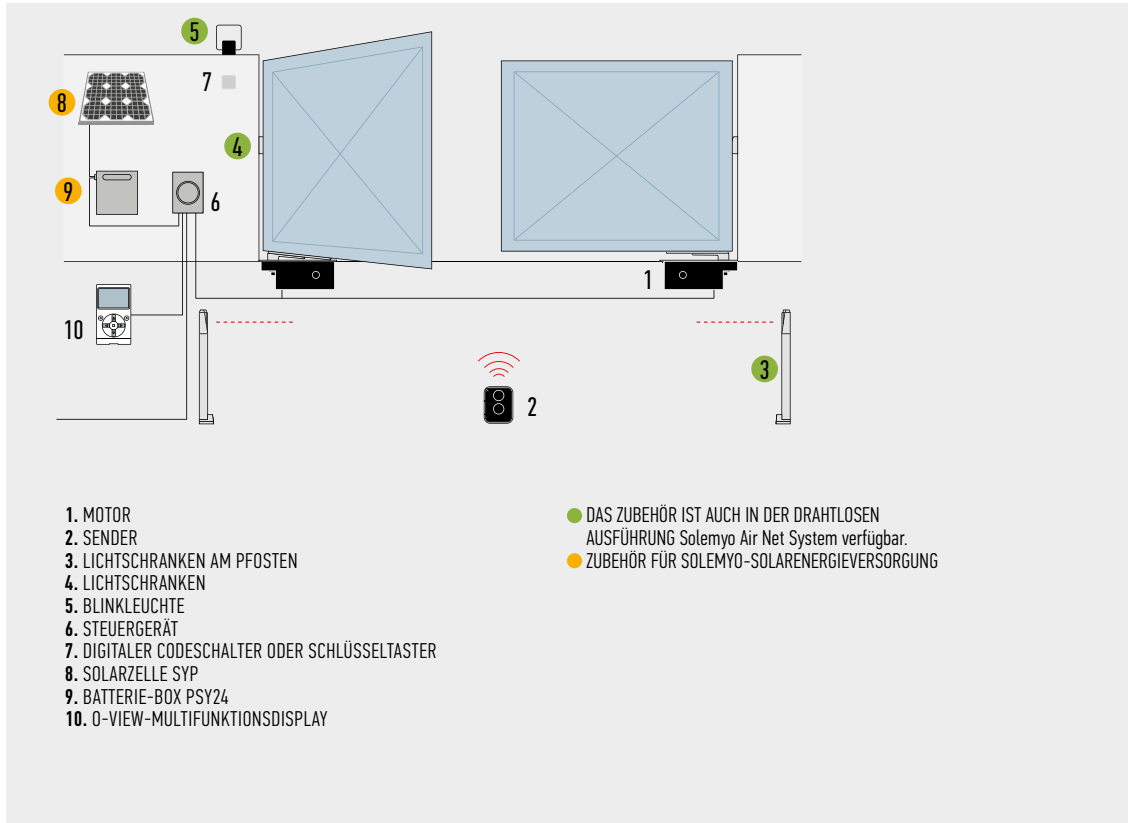 5
7
8
4
9
6
1
10
3
2
1. MOTOR
2. SENDER
3. LICHTSCHRANKEN AM PFOSTEN
4. LICHTSCHRANKEN
5. BLINKLEUCHTE
6. STEUERGERÄT
7. DIGITALER CODESCHALTER ODER SCHLÜSSELTASTER
8. SOLARZELLE SYP
9. BATTERIE-BOX PSY24
10. O-VIEW-MULTIFUNKTIONSDISPLAY
DAS ZUBEHÖR IST AUCH IN DER DRAHTLOSEN
AUSFÜHRUNG Solemyo Air Net System verfügbar.
ZUBEHÖR FÜR SOLEMYO-SOLARENERGIEVERSORGUNG